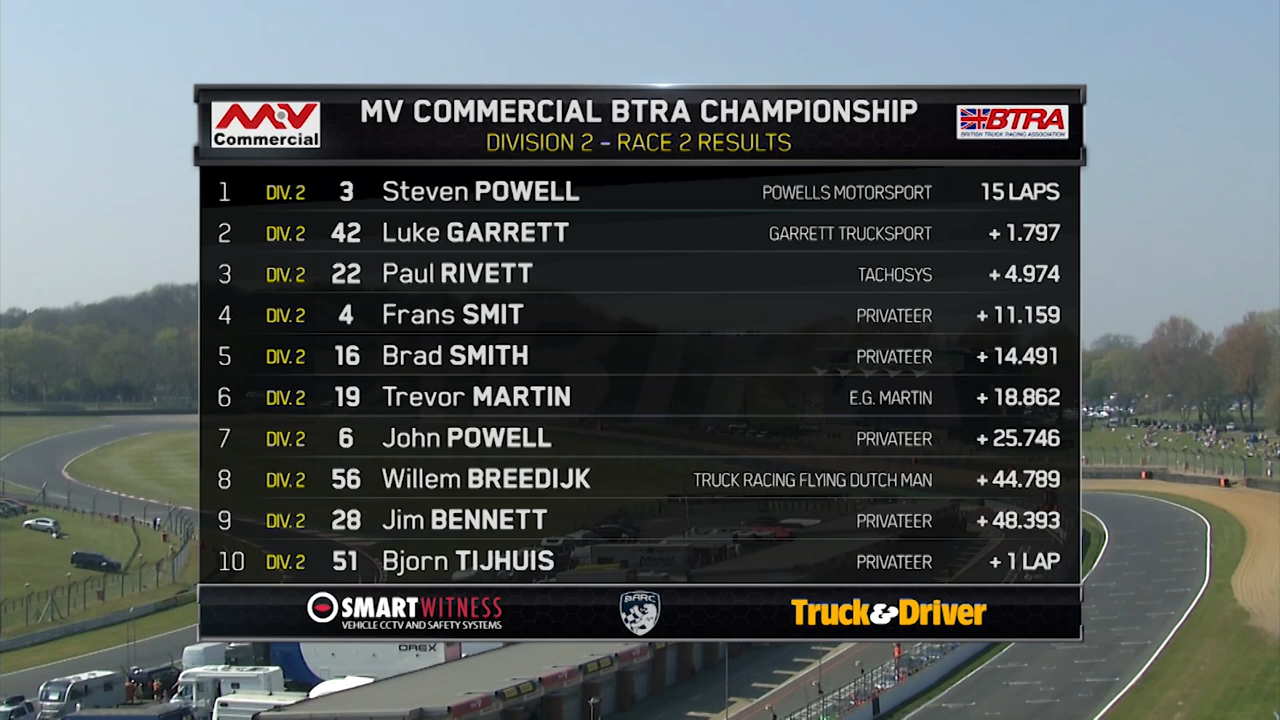 MV Commercial
MV COMMERCIAL BTRA CHAMPIONSHIP
DIVISION 2 - RACE 2 RESULTS
BTRA
BRITISH TRUCK RACING ASSOCIATION
1 DIV. 2 3 Steven POWELL POWELLS MOTORSPORT 15 LAPS
2 DIV. 2 42 Luke GARRETT GARRETT TRUCKSPORT + 1.797
3 DIV. 2 22 Paul RIVETT TACHOSYS + 4.974
4 DIV. 2 4 Frans SMIT PRIVATEER + 11.159
5 DIV. 2 16 Brad SMITH PRIVATEER + 14.491
6 DIV. 2 19 Trevor MARTIN E.G. MARTIN + 18.862
7 DIV. 2 6 John POWELL PRIVATEER + 25.746
8 DIV. 2 56 Willem BREEDIJK TRUCK RACING FLYING DUTCH MAN + 44.789
9 DIV. 2 28 Jim BENNETT PRIVATEER + 48.393
10 DIV. 2 51 Bjorn TIJHUIS PRIVATEER + 1 LAP
SMARTWITNESS
VEHICLE CCTV AND SAFETY SYSTEMS
BARC
Truck&Driver
OREX